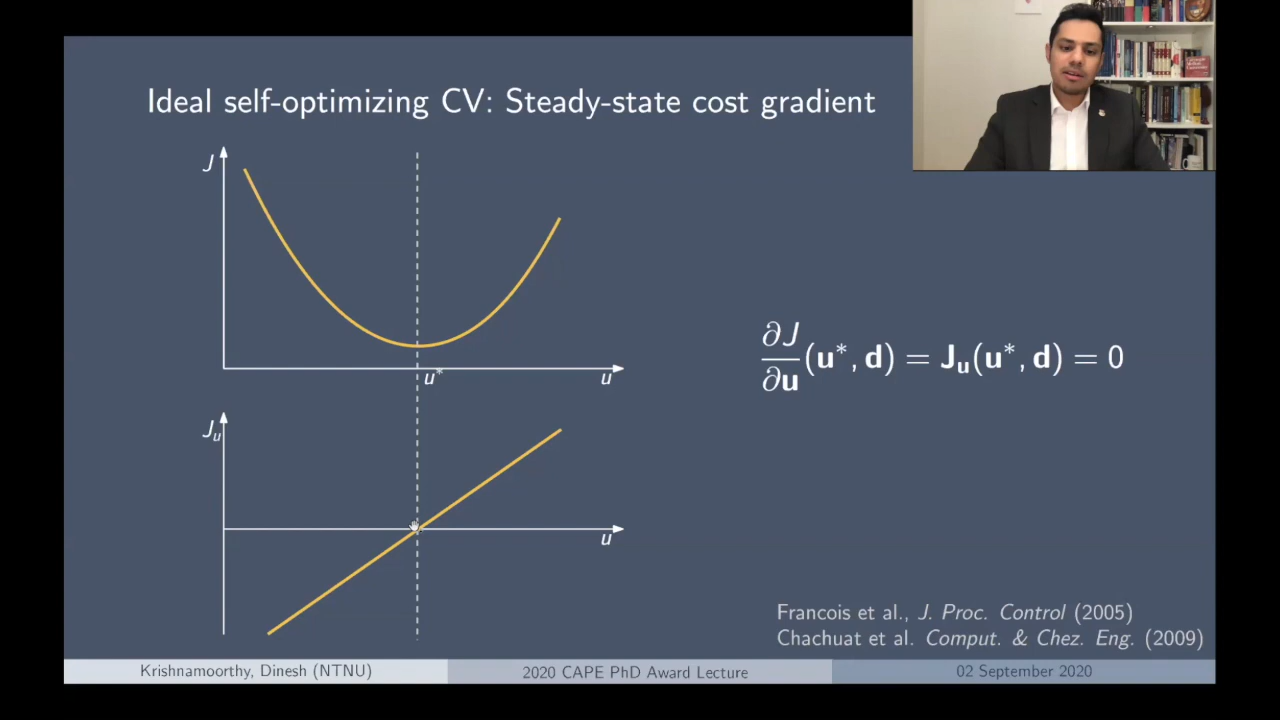 Ideal self-optimizing CV: Steady-state cost gradient
J
u*
u
J_u
u
∂J/∂u (u*, d) = J_u(u*, d) = 0
Francois et al., J. Proc. Control (2005)
Chachuat et al. Comput. & Chez. Eng. (2009)
Krishnamoorthy, Dinesh (NTNU)
2020 CAPE PhD Award Lecture
02 September 2020